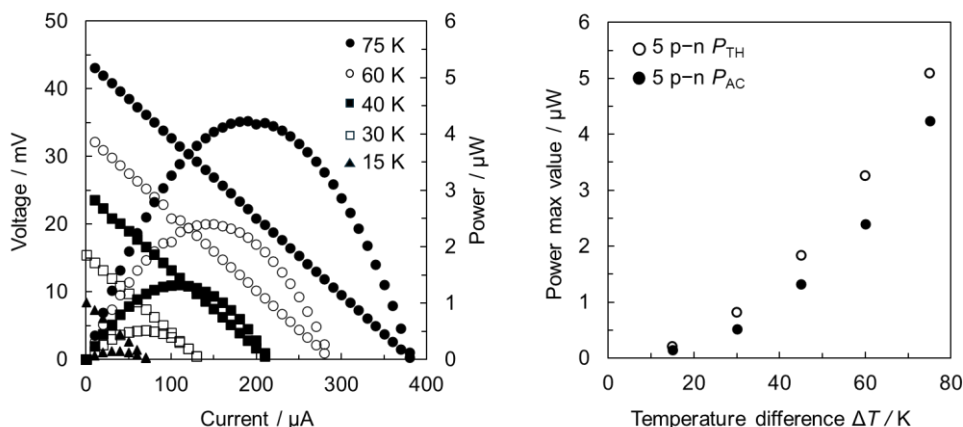 50
40
30
20
10
0
Voltage / mV
75 K
60 K
40 K
30 K
15 K
6
5
4
3
2
1
0
Power / µW
0
100
200
300
400
Current / µA
6
5
4
3
2
1
0
Power max value / µW
5 p−n P_TH
5 p−n P_AC
0
20
40
60
80
Temperature difference ΔT / K